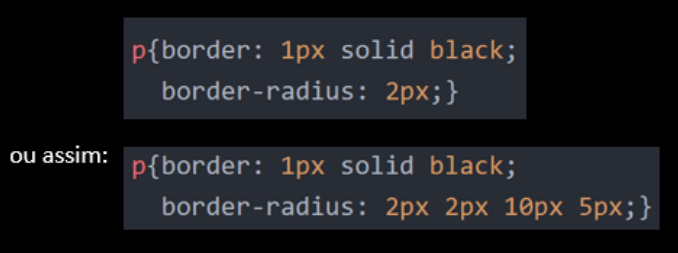 p{border: 1px solid black;
border-radius: 2px;}
ou assim:
p{border: 1px solid black;
border-radius: 2px 2px 10px 5px;}